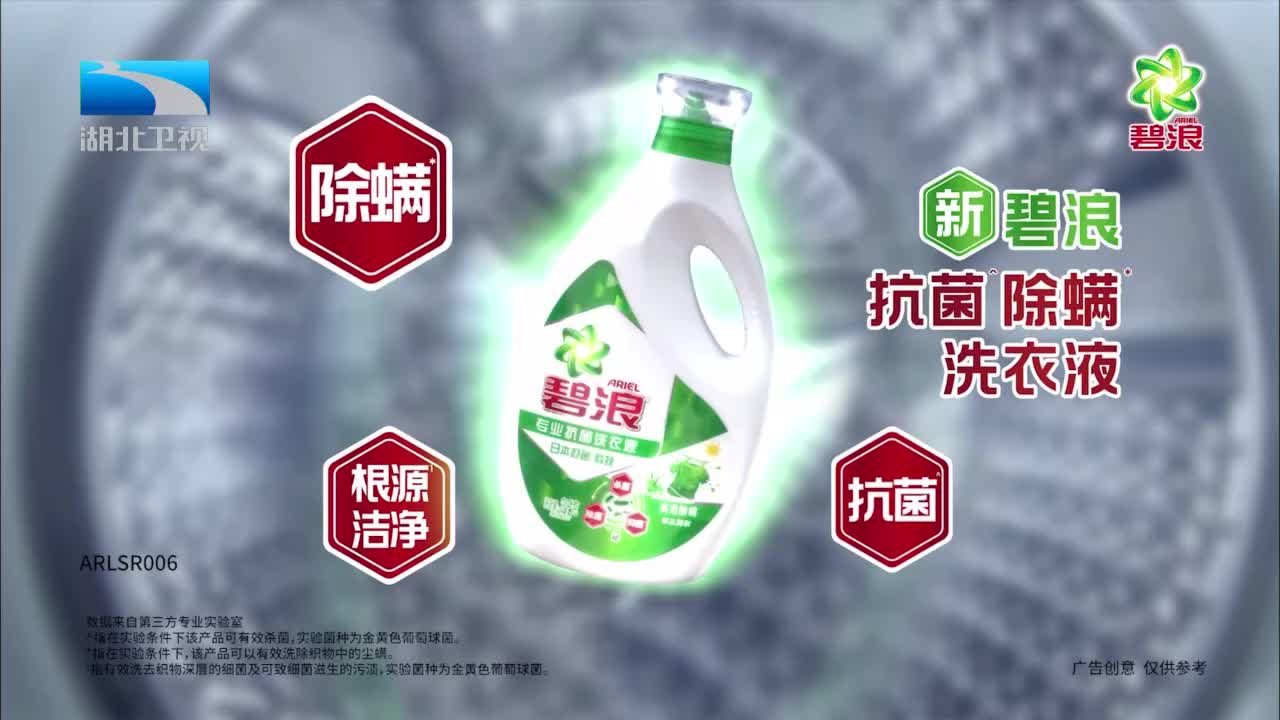 湖北卫视
ARIEL
碧浪
除螨*
新 碧浪
抗菌^除螨*
洗衣液
ARIEL
碧浪
专业抗菌洗衣液
根源
洁净
抗菌^
ARLSR006
数据来自第三方专业实验室
^指在实验条件下该产品可有效杀菌,实验菌种为金黄色葡萄球菌。
*指在实验条件下,该产品可以有效洗除织物中的尘螨。
指有效洗去织物深层的细菌及可致细菌滋生的污渍,实验菌种为金黄色葡萄球菌。
广告创意 仅供参考